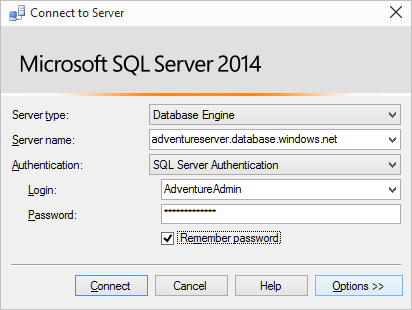 Connect to Server
Microsoft SQL Server 2014
Server type: Database Engine
Server name: adventureserver.database.windows.net
Authentication: SQL Server Authentication
Login: AdventureAdmin
Password: *************
Remember password
Connect Cancel Help Options >>